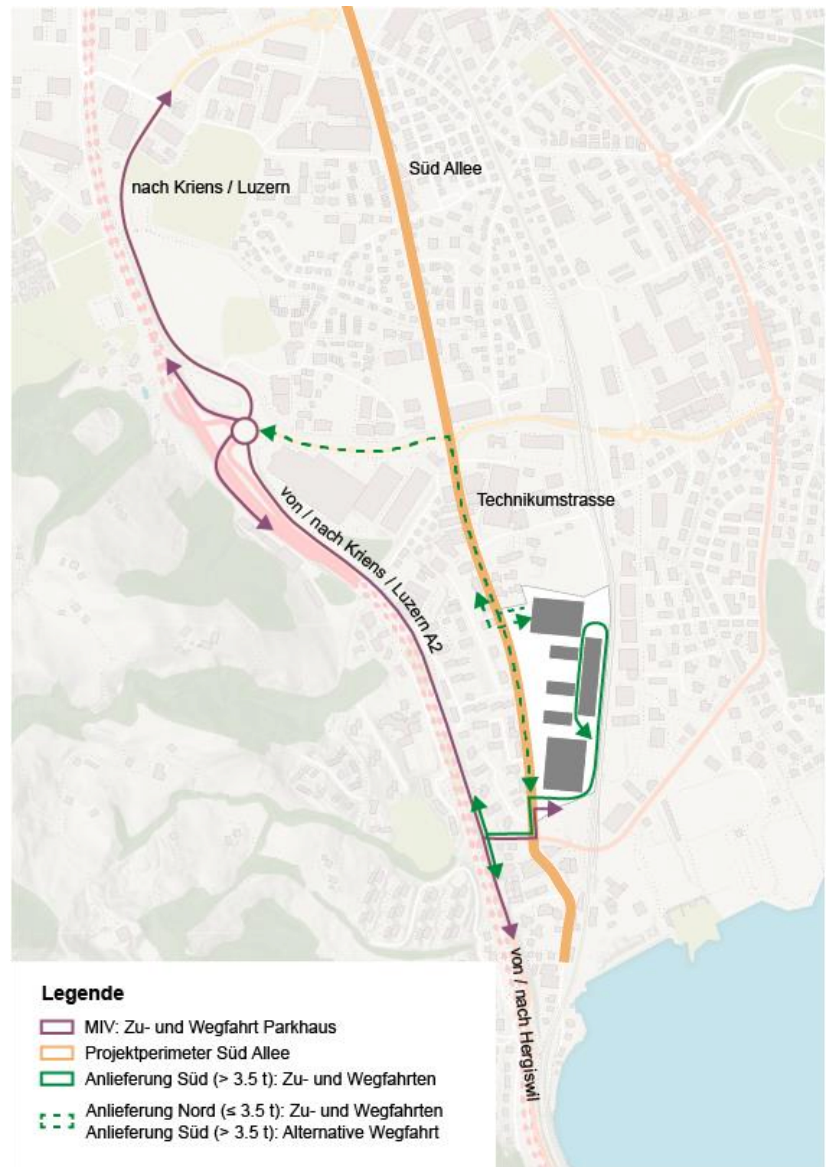 Süd Allee
nach Kriens / Luzern
Technikumstrasse
von / nach Kriens / Luzern A2
von / nach Hergiswil
Legende
MIV: Zu- und Wegfahrt Parkhaus
Projektperimeter Süd Allee
Anlieferung Süd (> 3.5 t): Zu- und Wegfahrten
Anlieferung Nord (≤ 3.5 t): Zu- und Wegfahrten
Anlieferung Süd (> 3.5 t): Alternative Wegfahrt